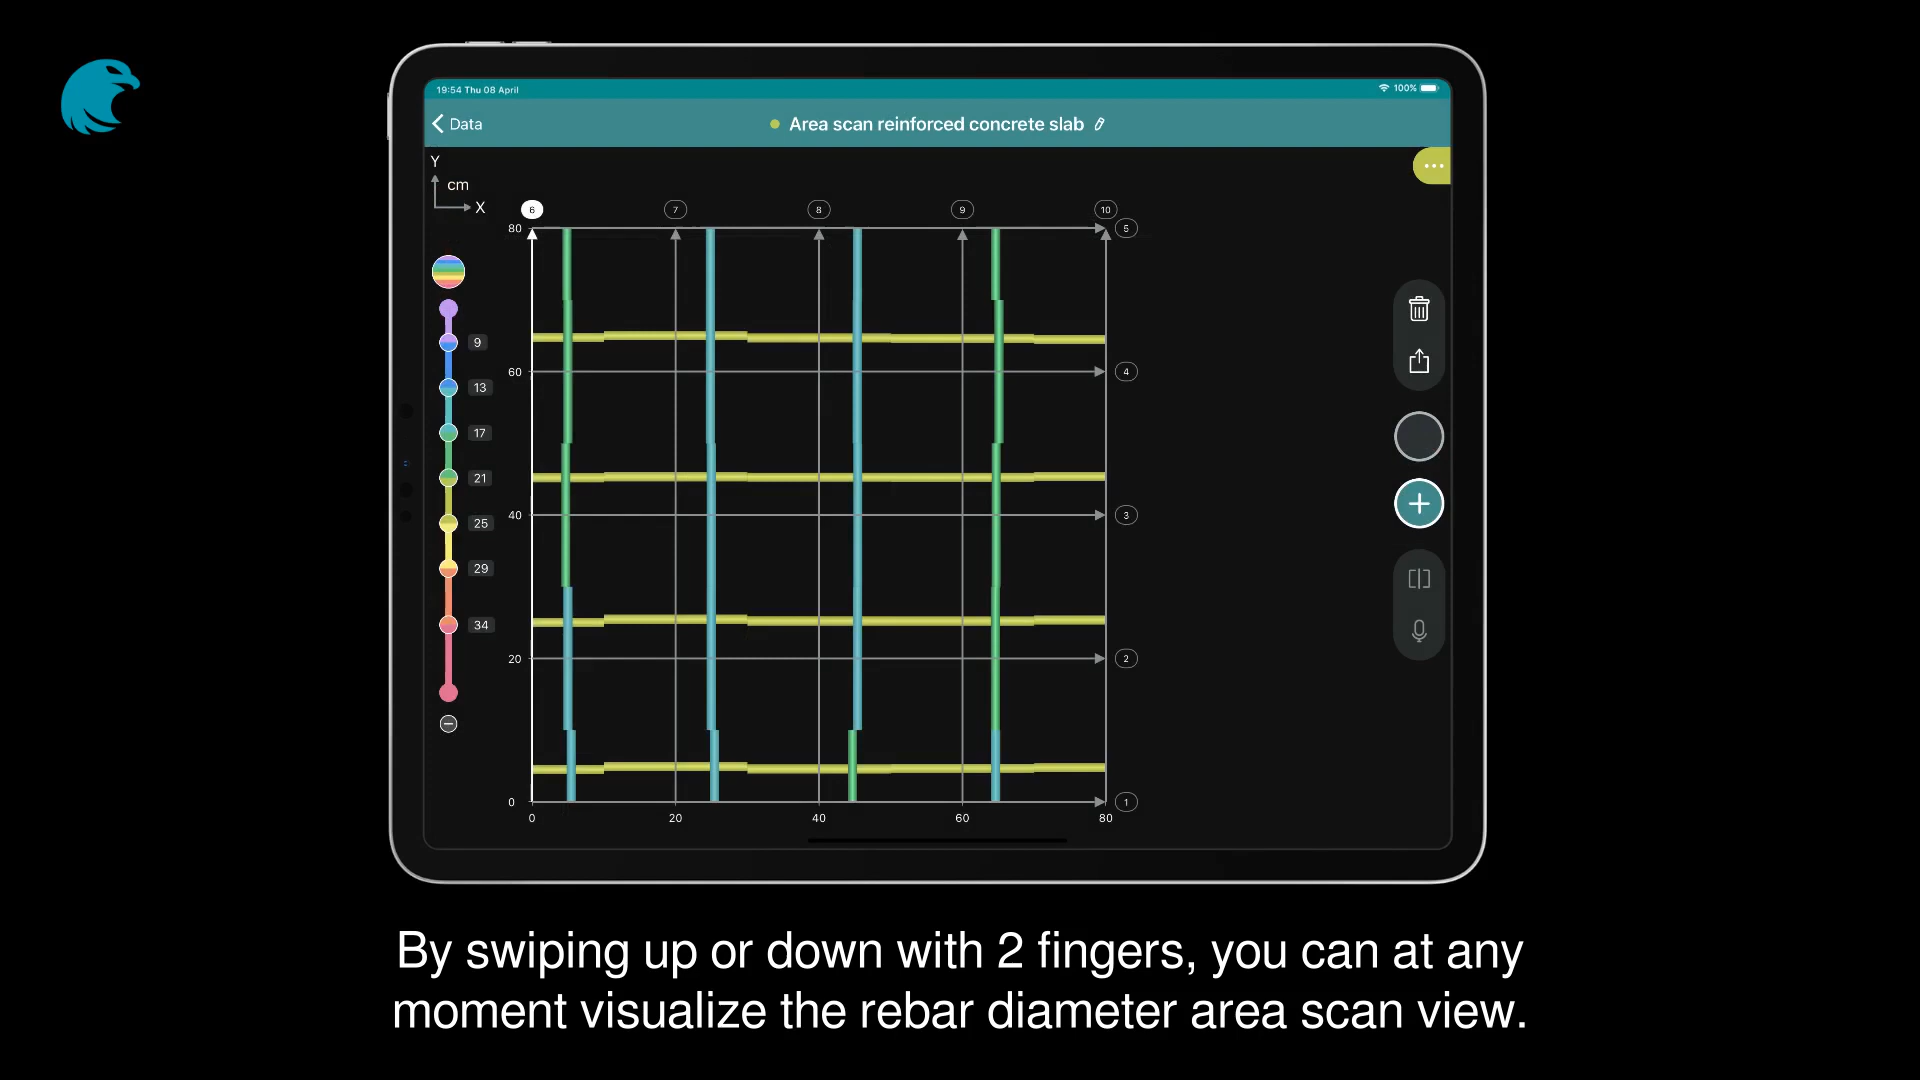 19:54 Thu 08 April
100%
Data
Area scan reinforced concrete slab
Y
cm
X
6 7 8 9 10
80 5
9
60 4
13
17
21
25
40 3
29
34
20 2
0 1
0 20 40 60 80
By swiping up or down with 2 fingers, you can at any
moment visualize the rebar diameter area scan view.